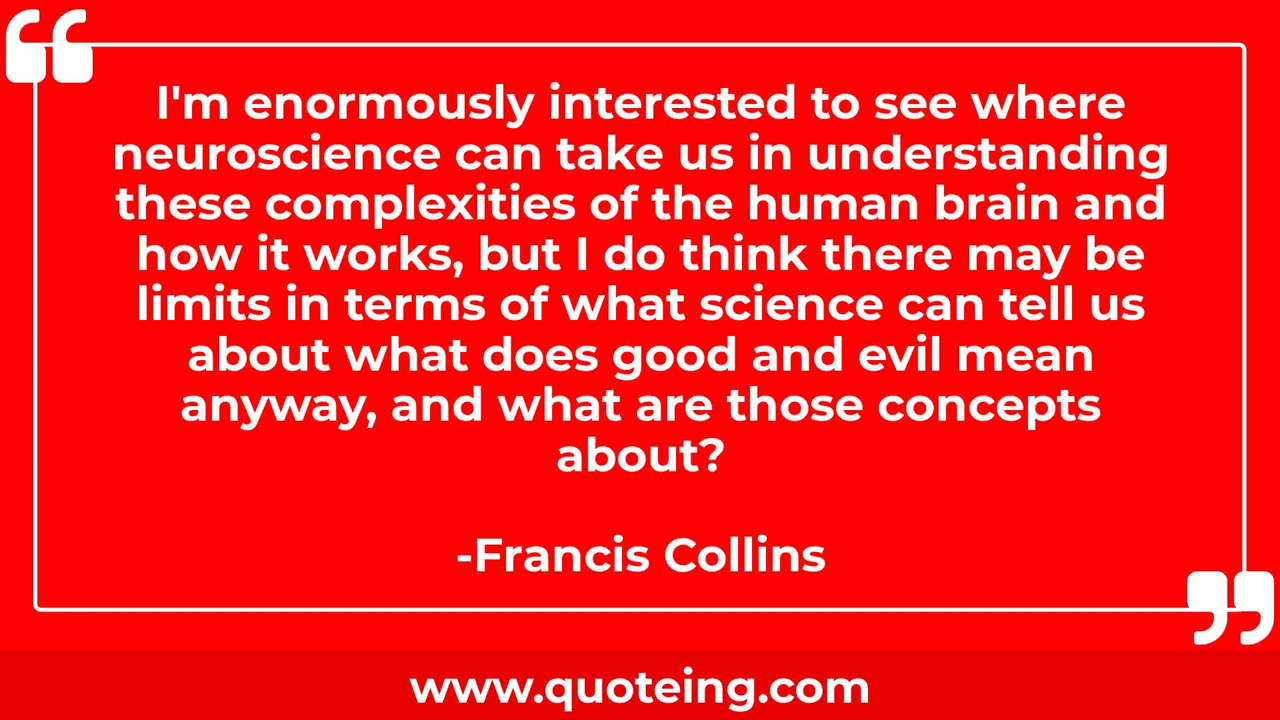 I'm enormously interested to see where
neuroscience can take us in understanding
these complexities of the human brain and
how it works, but I do think there may be
limits in terms of what science can tell us
about what does good and evil mean
anyway, and what are those concepts
about?
-Francis Collins
www.quoteing.com